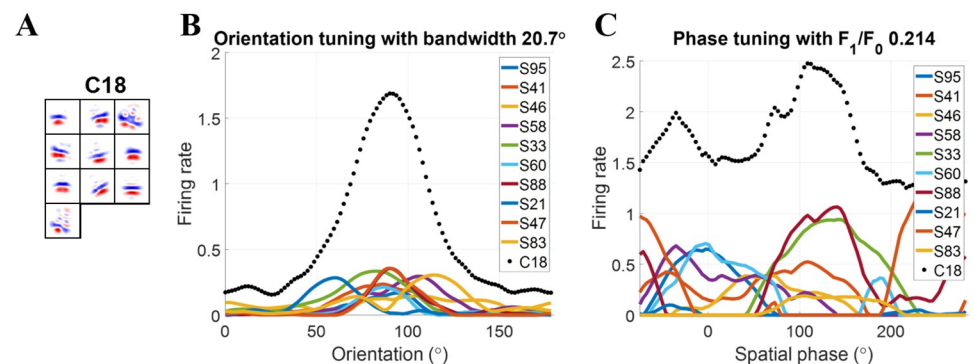 A
C18
B
Orientation tuning with bandwidth 20.7°
Firing rate
2
1.5
1
0.5
0
0
50
100
150
Orientation (°)
S95
S41
S46
S58
S33
S60
S88
S21
S47
S83
C18
C
Phase tuning with F₁/F₀ 0.214
Firing rate
2.5
2
1.5
1
0.5
0
0
100
200
Spatial phase (°)
S95
S41
S46
S58
S33
S60
S88
S21
S47
S83
C18